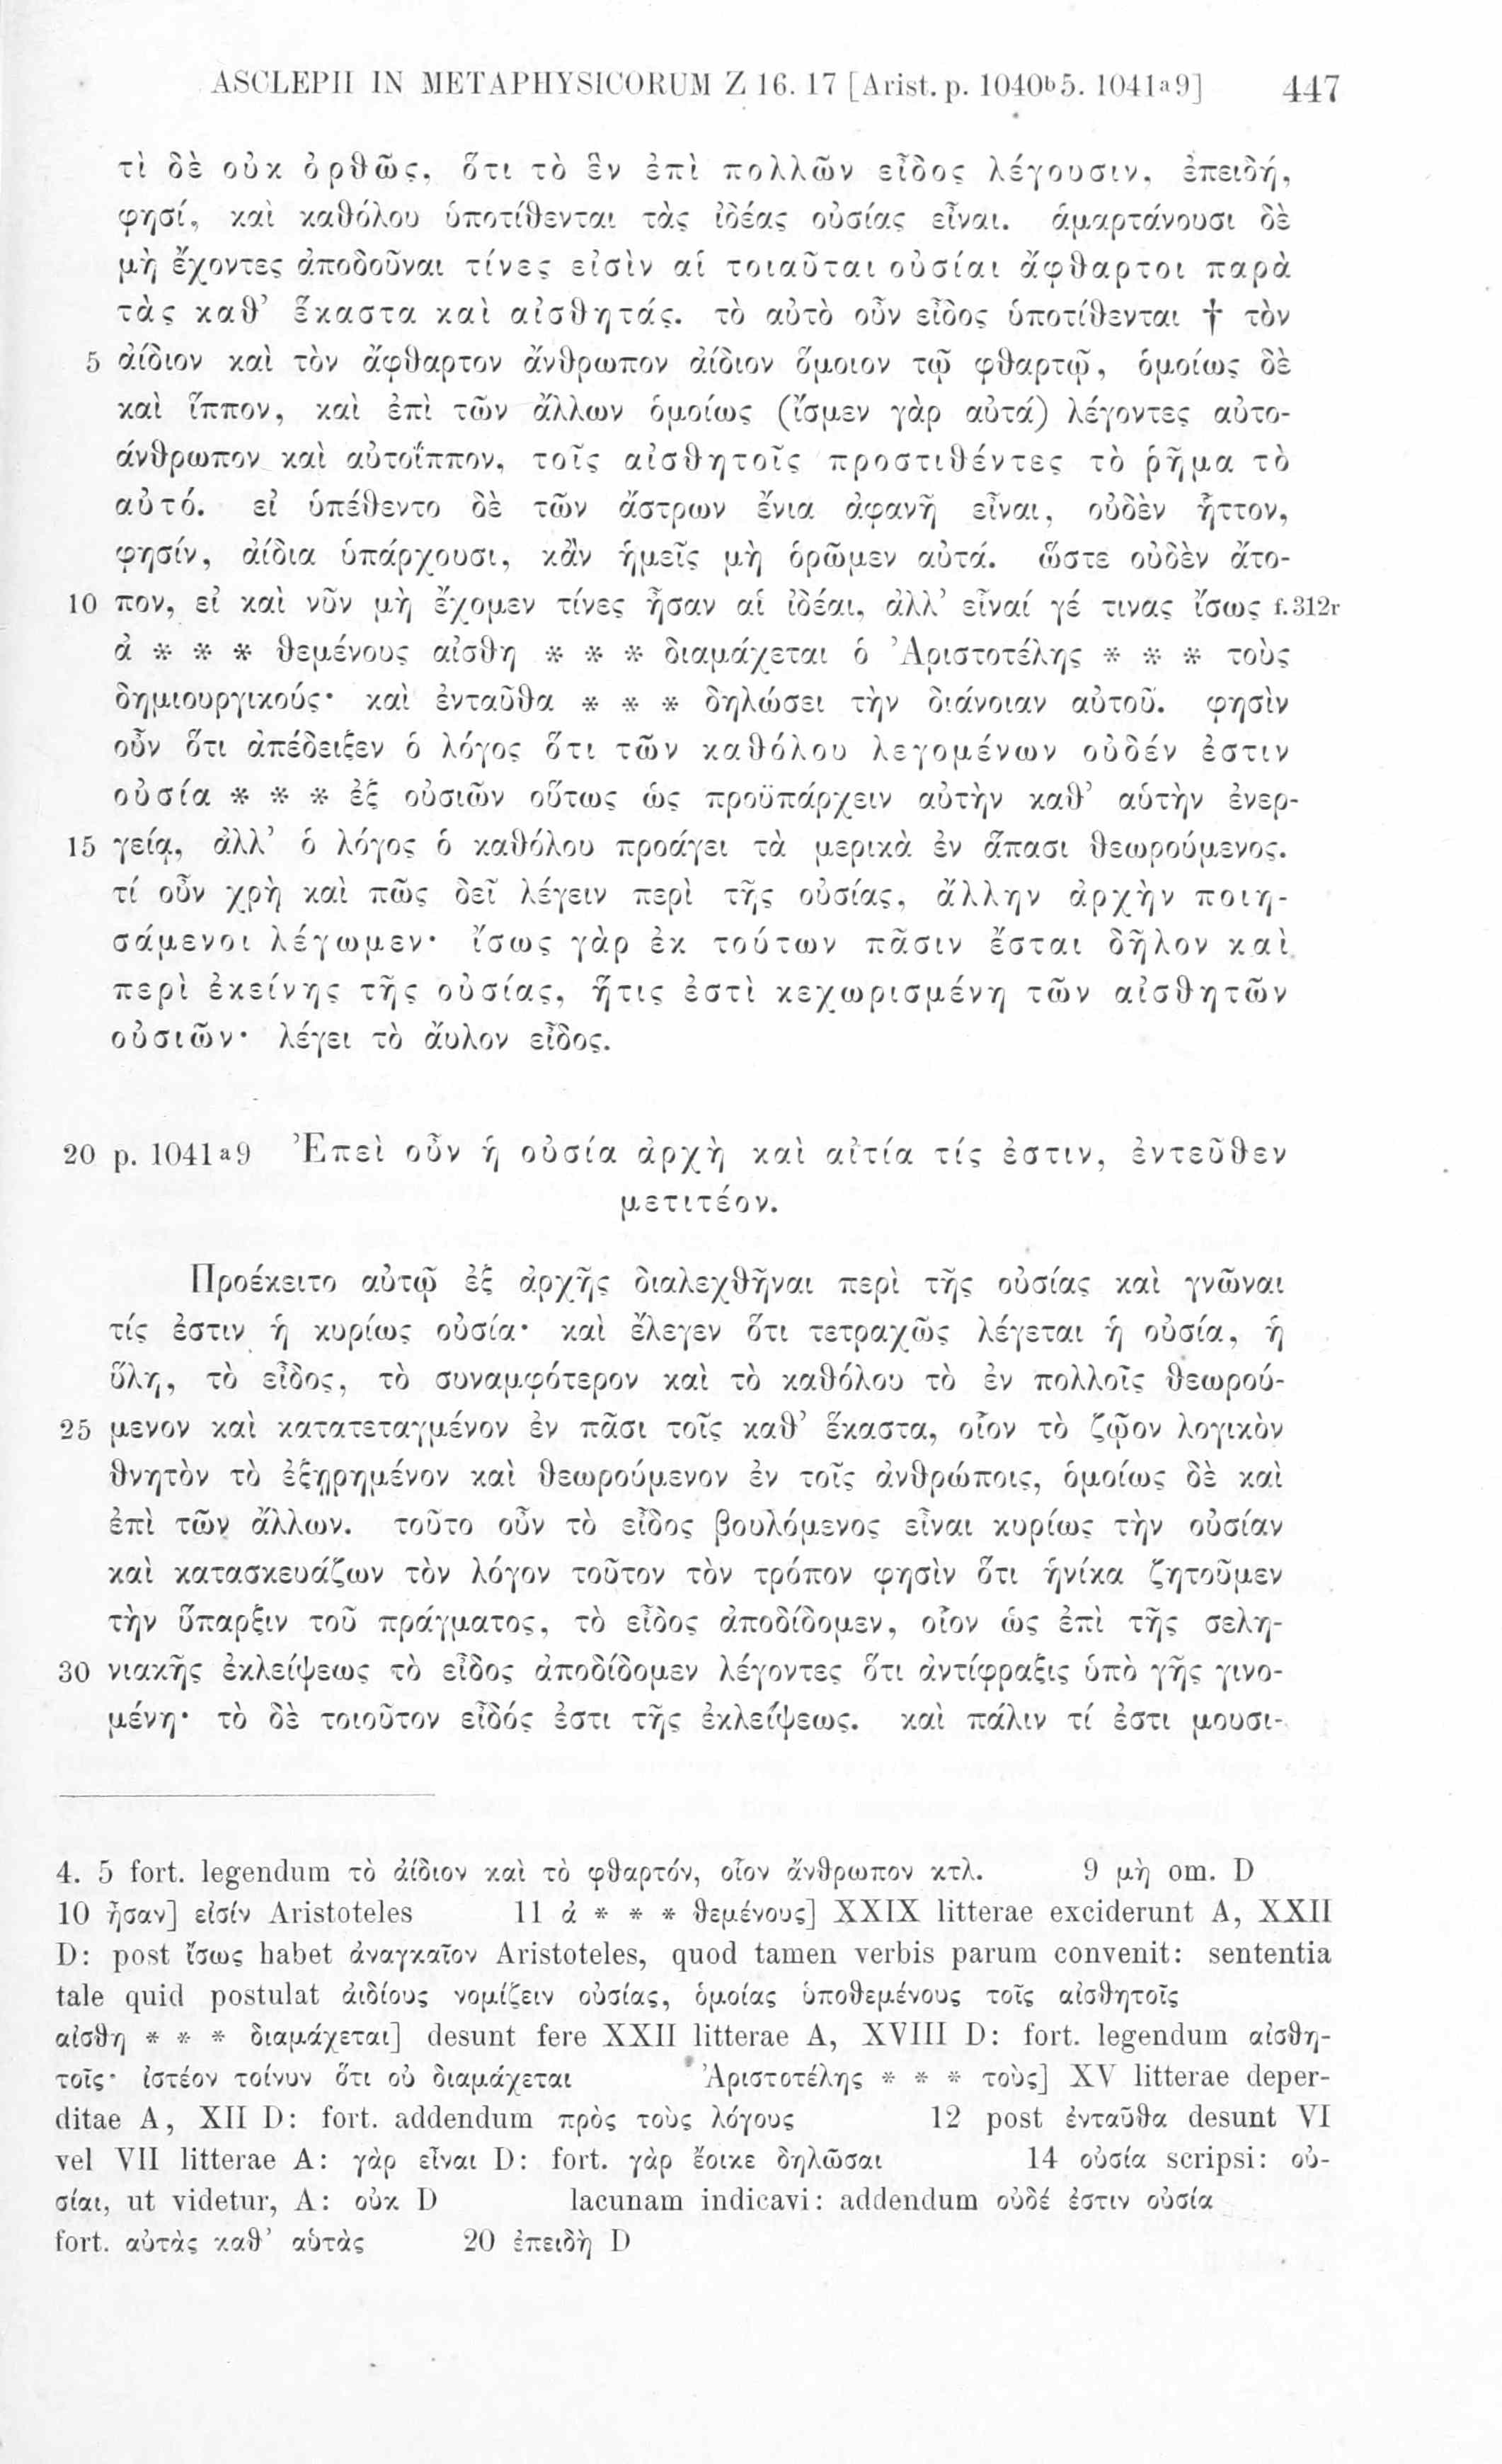 ASCLEPII IN METAPHYSICORUM Z 16. 17 [Arist. p. 1040b5. 1041a9] 447
τὶ δὲ οὐκ ὀρθῶς, ὅτι τὸ ἓν ἐπὶ πολλῶν εἶδος λέγουσιν, ἐπειδή,
φησί, καὶ καθόλου ὑποτίθενται τὰς ἰδέας οὐσίας εἶναι. ἁμαρτάνουσι δὲ
μὴ ἔχοντες ἀποδοῦναι τίνες εἰσὶν αἱ τοιαῦται οὐσίαι ἄφθαρτοι παρὰ
τὰς καθ’ ἕκαστα καὶ αἰσθητάς. τὸ αὐτὸ οὖν εἶδος ὑποτίθενται † τὸν
5 ἀίδιον καὶ τὸν ἄφθαρτον ἄνθρωπον ἀίδιον ὅμοιον τῷ φθαρτῷ, ὁμοίως δὲ
καὶ ἵππον, καὶ ἐπὶ τῶν ἄλλων ὁμοίως (ἴσμεν γὰρ αὐτά) λέγοντες αὐτο-
άνθρωπον καὶ αὐτοΐππον, τοῖς αἰσθητοῖς προστιθέντες τὸ ῥῆμα τὸ
αὐτό. εἰ ὑπέθεντο δὲ τῶν ἄστρων ἔνια ἀφανῆ εἶναι, οὐδὲν ἧττον,
φησίν, ἀίδια ὑπάρχουσι, κἂν ἡμεῖς μὴ ὁρῶμεν αὐτά. ὥστε οὐδὲν ἄτο-
10 πον, εἰ καὶ νῦν μὴ ἔχομεν τίνες ἦσαν αἱ ἰδέαι, ἀλλ’ εἶναί γέ τινας ἴσως f.312r
ἀ * * * θεμένους αἰσθη * * * διαμάχεται ὁ Ἀριστοτέλης * * * τοὺς
δημιουργικούς· καὶ ἐνταῦθα * * * δηλώσει τὴν διάνοιαν αὐτοῦ. φησὶν
οὖν ὅτι ἀπέδειξεν ὁ λόγος ὅτι τῶν καθόλου λεγομένων οὐδέν ἐστιν
οὐσία * * * ἐξ οὐσιῶν οὕτως ὡς προϋπάρχειν αὐτὴν καθ’ αὑτὴν ἐνερ-
15 γείᾳ, ἀλλ’ ὁ λόγος ὁ καθόλου προάγει τὰ μερικὰ ἐν ἅπασι θεωρούμενος.
τί οὖν χρὴ καὶ πῶς δεῖ λέγειν περὶ τῆς οὐσίας, ἄλλην ἀρχὴν ποιη-
σάμενοι λέγωμεν· ἴσως γὰρ ἐκ τούτων πᾶσιν ἔσται δῆλον καὶ
περὶ ἐκείνης τῆς οὐσίας, ἥτις ἐστὶ κεχωρισμένη τῶν αἰσθητῶν
οὐσιῶν· λέγει τὸ ἄυλον εἶδος.
20 p. 1041a9 Ἐπεὶ οὖν ἡ οὐσία ἀρχὴ καὶ αἰτία τίς ἐστιν, ἐντεῦθεν
μετιτέον.
Προέκειτο αὐτῷ ἐξ ἀρχῆς διαλεχθῆναι περὶ τῆς οὐσίας καὶ γνῶναι
τίς ἐστιν ἡ κυρίως οὐσία· καὶ ἔλεγεν ὅτι τετραχῶς λέγεται ἡ οὐσία, ἡ
ὕλη, τὸ εἶδος, τὸ συναμφότερον καὶ τὸ καθόλου τὸ ἐν πολλοῖς θεωρού-
25 μενον καὶ κατατεταγμένον ἐν πᾶσι τοῖς καθ’ ἕκαστα, οἷον τὸ ζῷον λογικὸν
θνητὸν τὸ ἐξῃρημένον καὶ θεωρούμενον ἐν τοῖς ἀνθρώποις, ὁμοίως δὲ καὶ
ἐπὶ τῶν ἄλλων. τοῦτο οὖν τὸ εἶδος βουλόμενος εἶναι κυρίως τὴν οὐσίαν
καὶ κατασκευάζων τὸν λόγον τοῦτον τὸν τρόπον φησὶν ὅτι ἡνίκα ζητοῦμεν
τὴν ὕπαρξιν τοῦ πράγματος, τὸ εἶδος ἀποδίδομεν, οἷον ὡς ἐπὶ τῆς σελη-
30 νιακῆς ἐκλείψεως τὸ εἶδος ἀποδίδομεν λέγοντες ὅτι ἀντίφραξις ὑπὸ γῆς γινο-
μένη· τὸ δὲ τοιοῦτον εἶδός ἐστι τῆς ἐκλείψεως. καὶ πάλιν τί ἐστι μουσι-
4. 5 fort. legendum τὸ ἀίδιον καὶ τὸ φθαρτόν, οἷον ἄνθρωπον κτλ. 9 μὴ om. D
10 ἦσαν] εἰσίν Aristoteles 11 ἀ * * * θεμένους] XXIX litterae exciderunt A, XXII
D: post ἴσως habet ἀναγκαῖον Aristoteles, quod tamen verbis parum convenit: sententia
tale quid postulat ἀιδίους νομίζειν οὐσίας, ὁμοίας ὑποθεμένους τοῖς αἰσθητοῖς
αἰσθη * * * διαμάχεται] desunt fere XXII litterae A, XVIII D: fort. legendum αἰσθη-
τοῖς· ἰστέον τοίνυν ὅτι οὐ διαμάχεται Ἀριστοτέλης * * * τοὺς] XV litterae deper-
ditae A, XII D: fort. addendum πρὸς τοὺς λόγους 12 post ἐνταῦθα desunt VI
vel VII litterae A: γὰρ εἶναι D: fort. γὰρ ἔοικε δηλῶσαι 14 οὐσία scripsi: οὐ-
σίαι, ut videtur, A: οὐκ D lacunam indicavi: addendum οὐδέ ἐστιν οὐσία
fort. αὐτὰς καθ’ αὑτὰς 20 ἐπειδὴ D